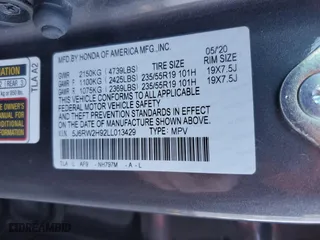 MFD. BY HONDA OF AMERICA MFG., INC. 05/20
GVWR 2150KG (4739LBS) TIRE SIZE RIM SIZE
GAWR F 1100KG (2425LBS) 235/55R19 101H 19X7.5J
GAWR R 1075KG (2369LBS) 235/55R19 101H 19X7.5J
THIS VEHICLE CONFORMS TO ALL APPLICABLE
FEDERAL MOTOR VEHICLE SAFETY AND
THEFT PREVENTION STANDARDS IN EFFECT ON
THE DATE OF MANUFACTURE SHOWN ABOVE.
5J6RW2H92LL013429 TYPE: MPV
NH797M - A - L
TLA A2